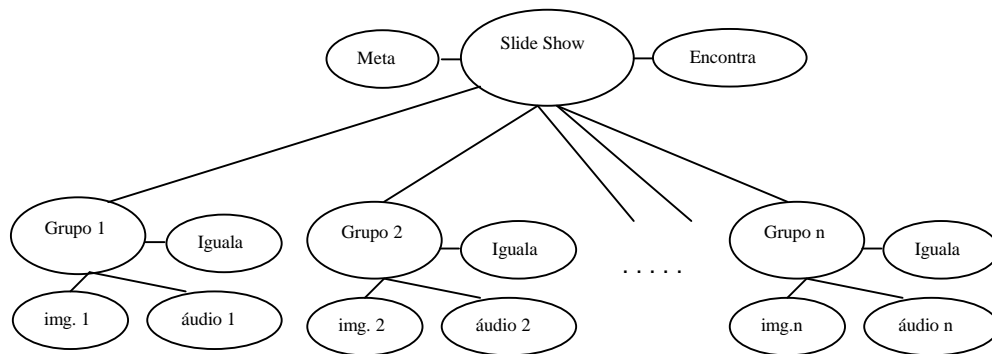 Slide Show
Meta
Encontra
Grupo 1
Iguala
Grupo 2
Iguala
. . . . .
Grupo n
Iguala
img. 1
áudio 1
img. 2
áudio 2
img.n
áudio n